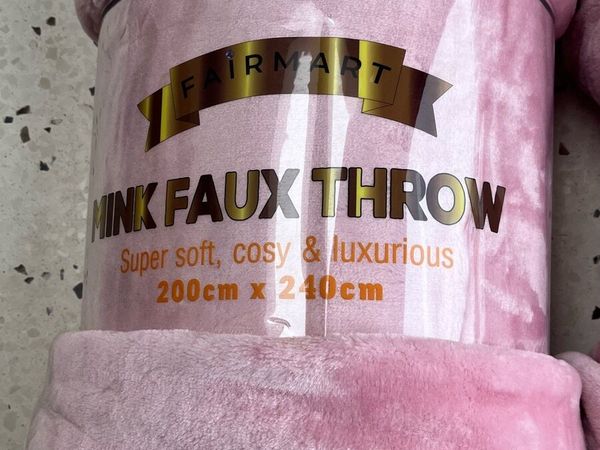 FAiRMART
MINK FAUX THROW
Super soft, cosy & luxurious
200cm x 240cm